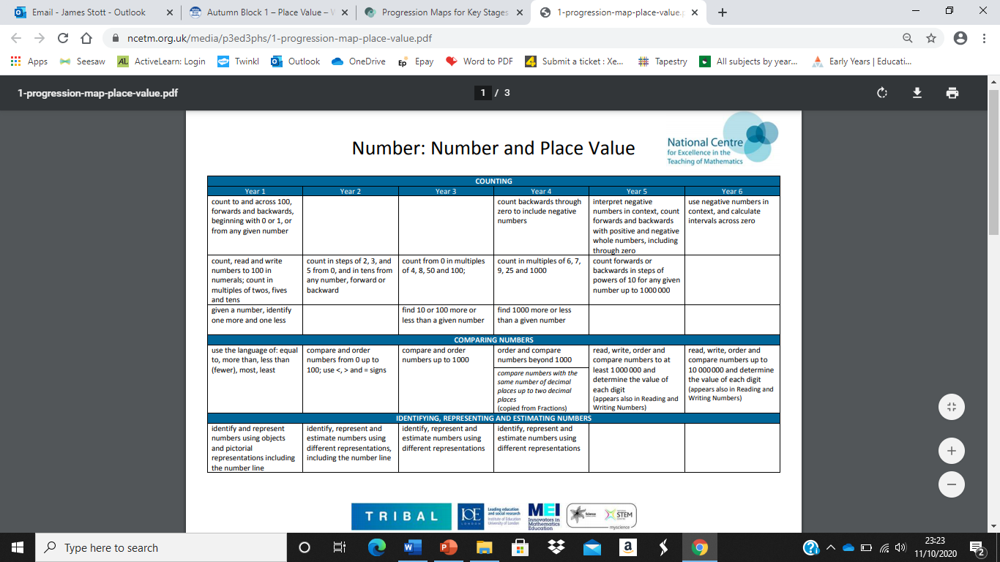 Email - James Stott - Outlook
Autumn Block 1 – Place Value – W
Progression Maps for Key Stages
1-progression-map-place-value.p
ncetm.org.uk/media/p3ed3phs/1-progression-map-place-value.pdf
Apps
Seesaw
AL ActiveLearn: Login
Twinkl
Outlook
OneDrive
Ep Epay
Word to PDF
4 Submit a ticket : Xe...
Tapestry
All subjects by year...
Early Years | Educati...
1-progression-map-place-value.pdf
1 / 3
Number: Number and Place Value
National Centre
for Excellence in the
Teaching of Mathematics
COUNTING
Year 1
Year 2
Year 3
Year 4
Year 5
Year 6
count to and across 100,
forwards and backwards,
beginning with 0 or 1, or
from any given number
count backwards through
zero to include negative
numbers
interpret negative
numbers in context, count
forwards and backwards
with positive and negative
whole numbers, including
through zero
use negative numbers in
context, and calculate
intervals across zero
count, read and write
numbers to 100 in
numerals; count in
multiples of twos, fives
and tens
count in steps of 2, 3, and
5 from 0, and in tens from
any number, forward or
backward
count from 0 in multiples
of 4, 8, 50 and 100;
count in multiples of 6, 7,
9, 25 and 1000
count forwards or
backwards in steps of
powers of 10 for any given
number up to 1 000 000
given a number, identify
one more and one less
find 10 or 100 more or
less than a given number
find 1000 more or less
than a given number
COMPARING NUMBERS
use the language of: equal
to, more than, less than
(fewer), most, least
compare and order
numbers from 0 up to
100; use <, > and = signs
compare and order
numbers up to 1000
order and compare
numbers beyond 1000
compare numbers with the
same number of decimal
places up to two decimal
places
(copied from Fractions)
read, write, order and
compare numbers to at
least 1 000 000 and
determine the value of
each digit
(appears also in Reading and
Writing Numbers)
read, write, order and
compare numbers up to
10 000 000 and determine
the value of each digit
(appears also in Reading and
Writing Numbers)
IDENTIFYING, REPRESENTING AND ESTIMATING NUMBERS
identify and represent
numbers using objects
and pictorial
representations including
the number line
identify, represent and
estimate numbers using
different representations,
including the number line
identify, represent and
estimate numbers using
different representations
identify, represent and
estimate numbers using
different representations
TRIBAL
IOE
LONDON
Leading education
and social research
Institute of Education
University of London
MEI
Innovators in
Mathematics
Education
Science
STEM
myscience
Type here to search
23:23
11/10/2020
2